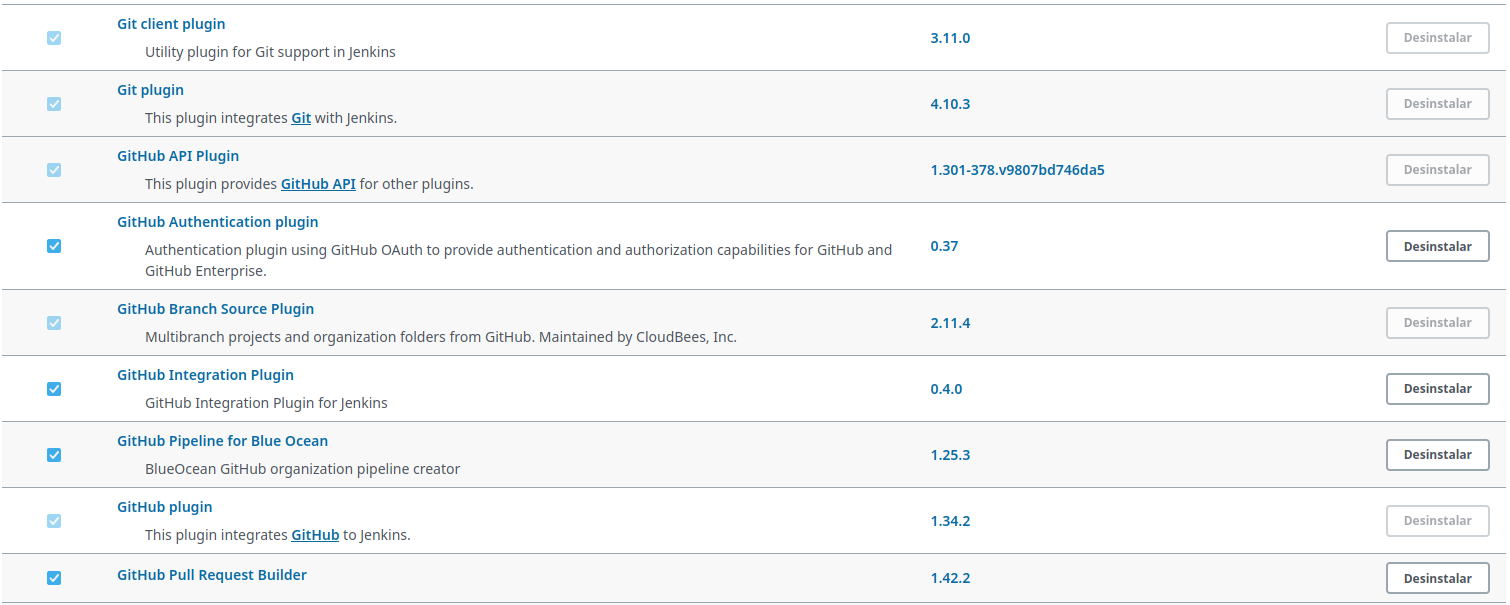 Git client plugin
Utility plugin for Git support in Jenkins
3.11.0
Desinstalar
Git plugin
This plugin integrates Git with Jenkins.
4.10.3
Desinstalar
GitHub API Plugin
This plugin provides GitHub API for other plugins.
1.301-378.v9807bd746da5
Desinstalar
GitHub Authentication plugin
Authentication plugin using GitHub OAuth to provide authentication and authorization capabilities for GitHub and
GitHub Enterprise.
0.37
Desinstalar
GitHub Branch Source Plugin
Multibranch projects and organization folders from GitHub. Maintained by CloudBees, Inc.
2.11.4
Desinstalar
GitHub Integration Plugin
GitHub Integration Plugin for Jenkins
0.4.0
Desinstalar
GitHub Pipeline for Blue Ocean
BlueOcean GitHub organization pipeline creator
1.25.3
Desinstalar
GitHub plugin
This plugin integrates GitHub to Jenkins.
1.34.2
Desinstalar
GitHub Pull Request Builder
1.42.2
Desinstalar